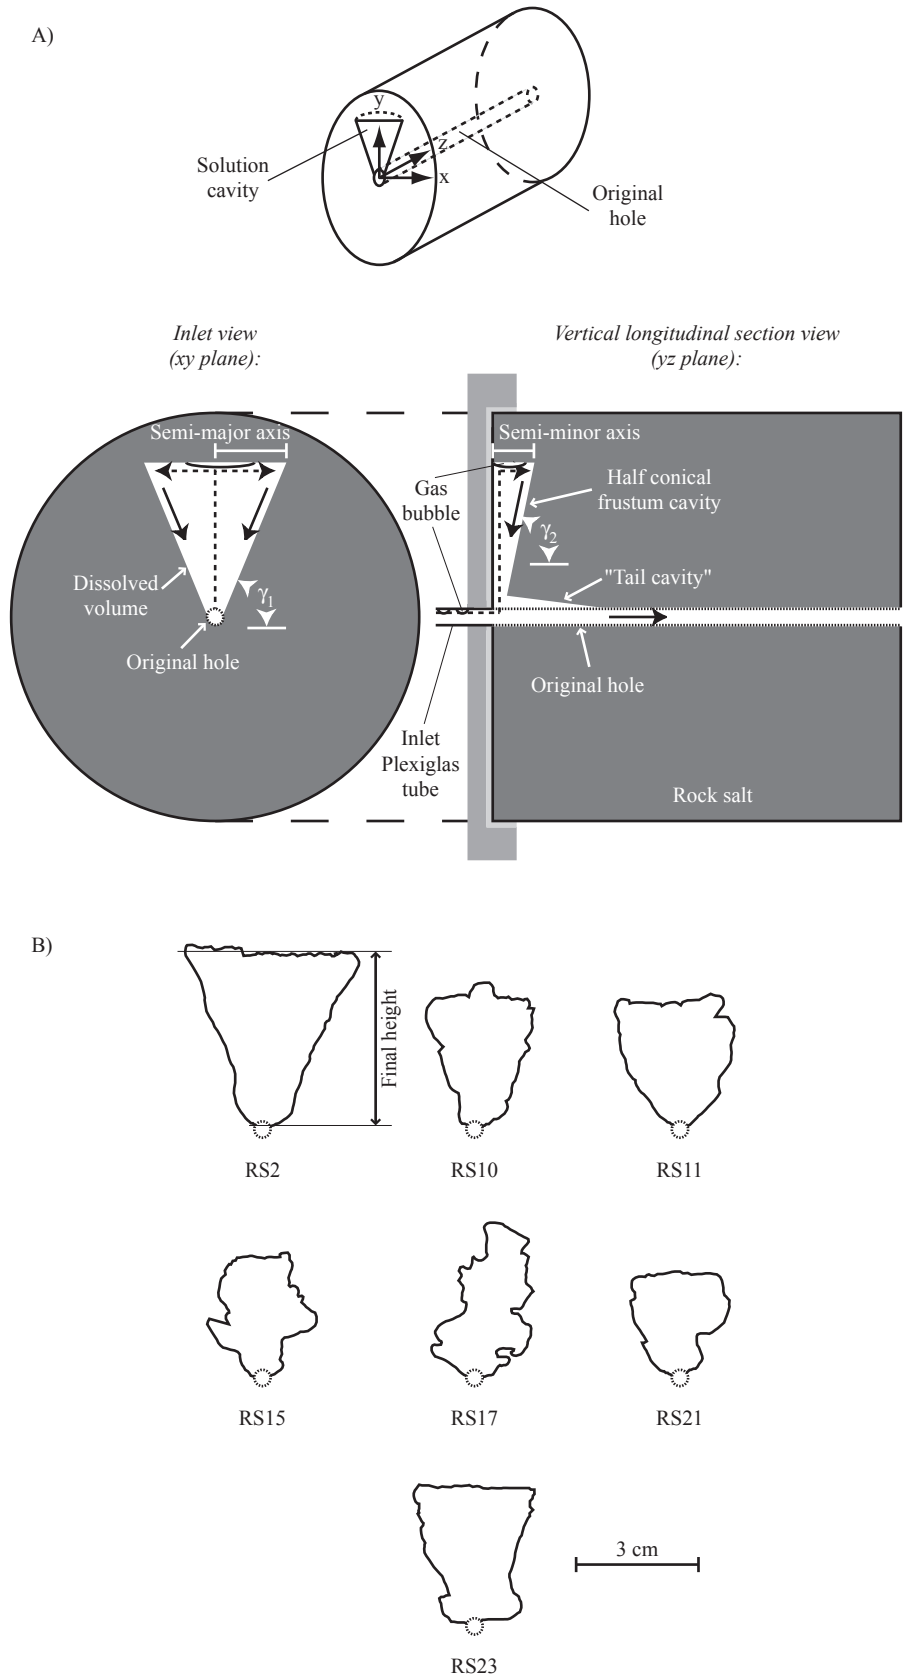 A)
y
z
x
Solution
cavity
Original
hole
Inlet view
(xy plane):
Vertical longitudinal section view
(yz plane):
Semi-major axis
Semi-minor axis
Gas
bubble
Half conical
frustum cavity
γ2
"Tail cavity"
Dissolved
volume
γ1
Original hole
Original hole
Inlet
Plexiglas
tube
Rock salt
B)
Final height
RS2
RS10
RS11
RS15
RS17
RS21
3 cm
RS23